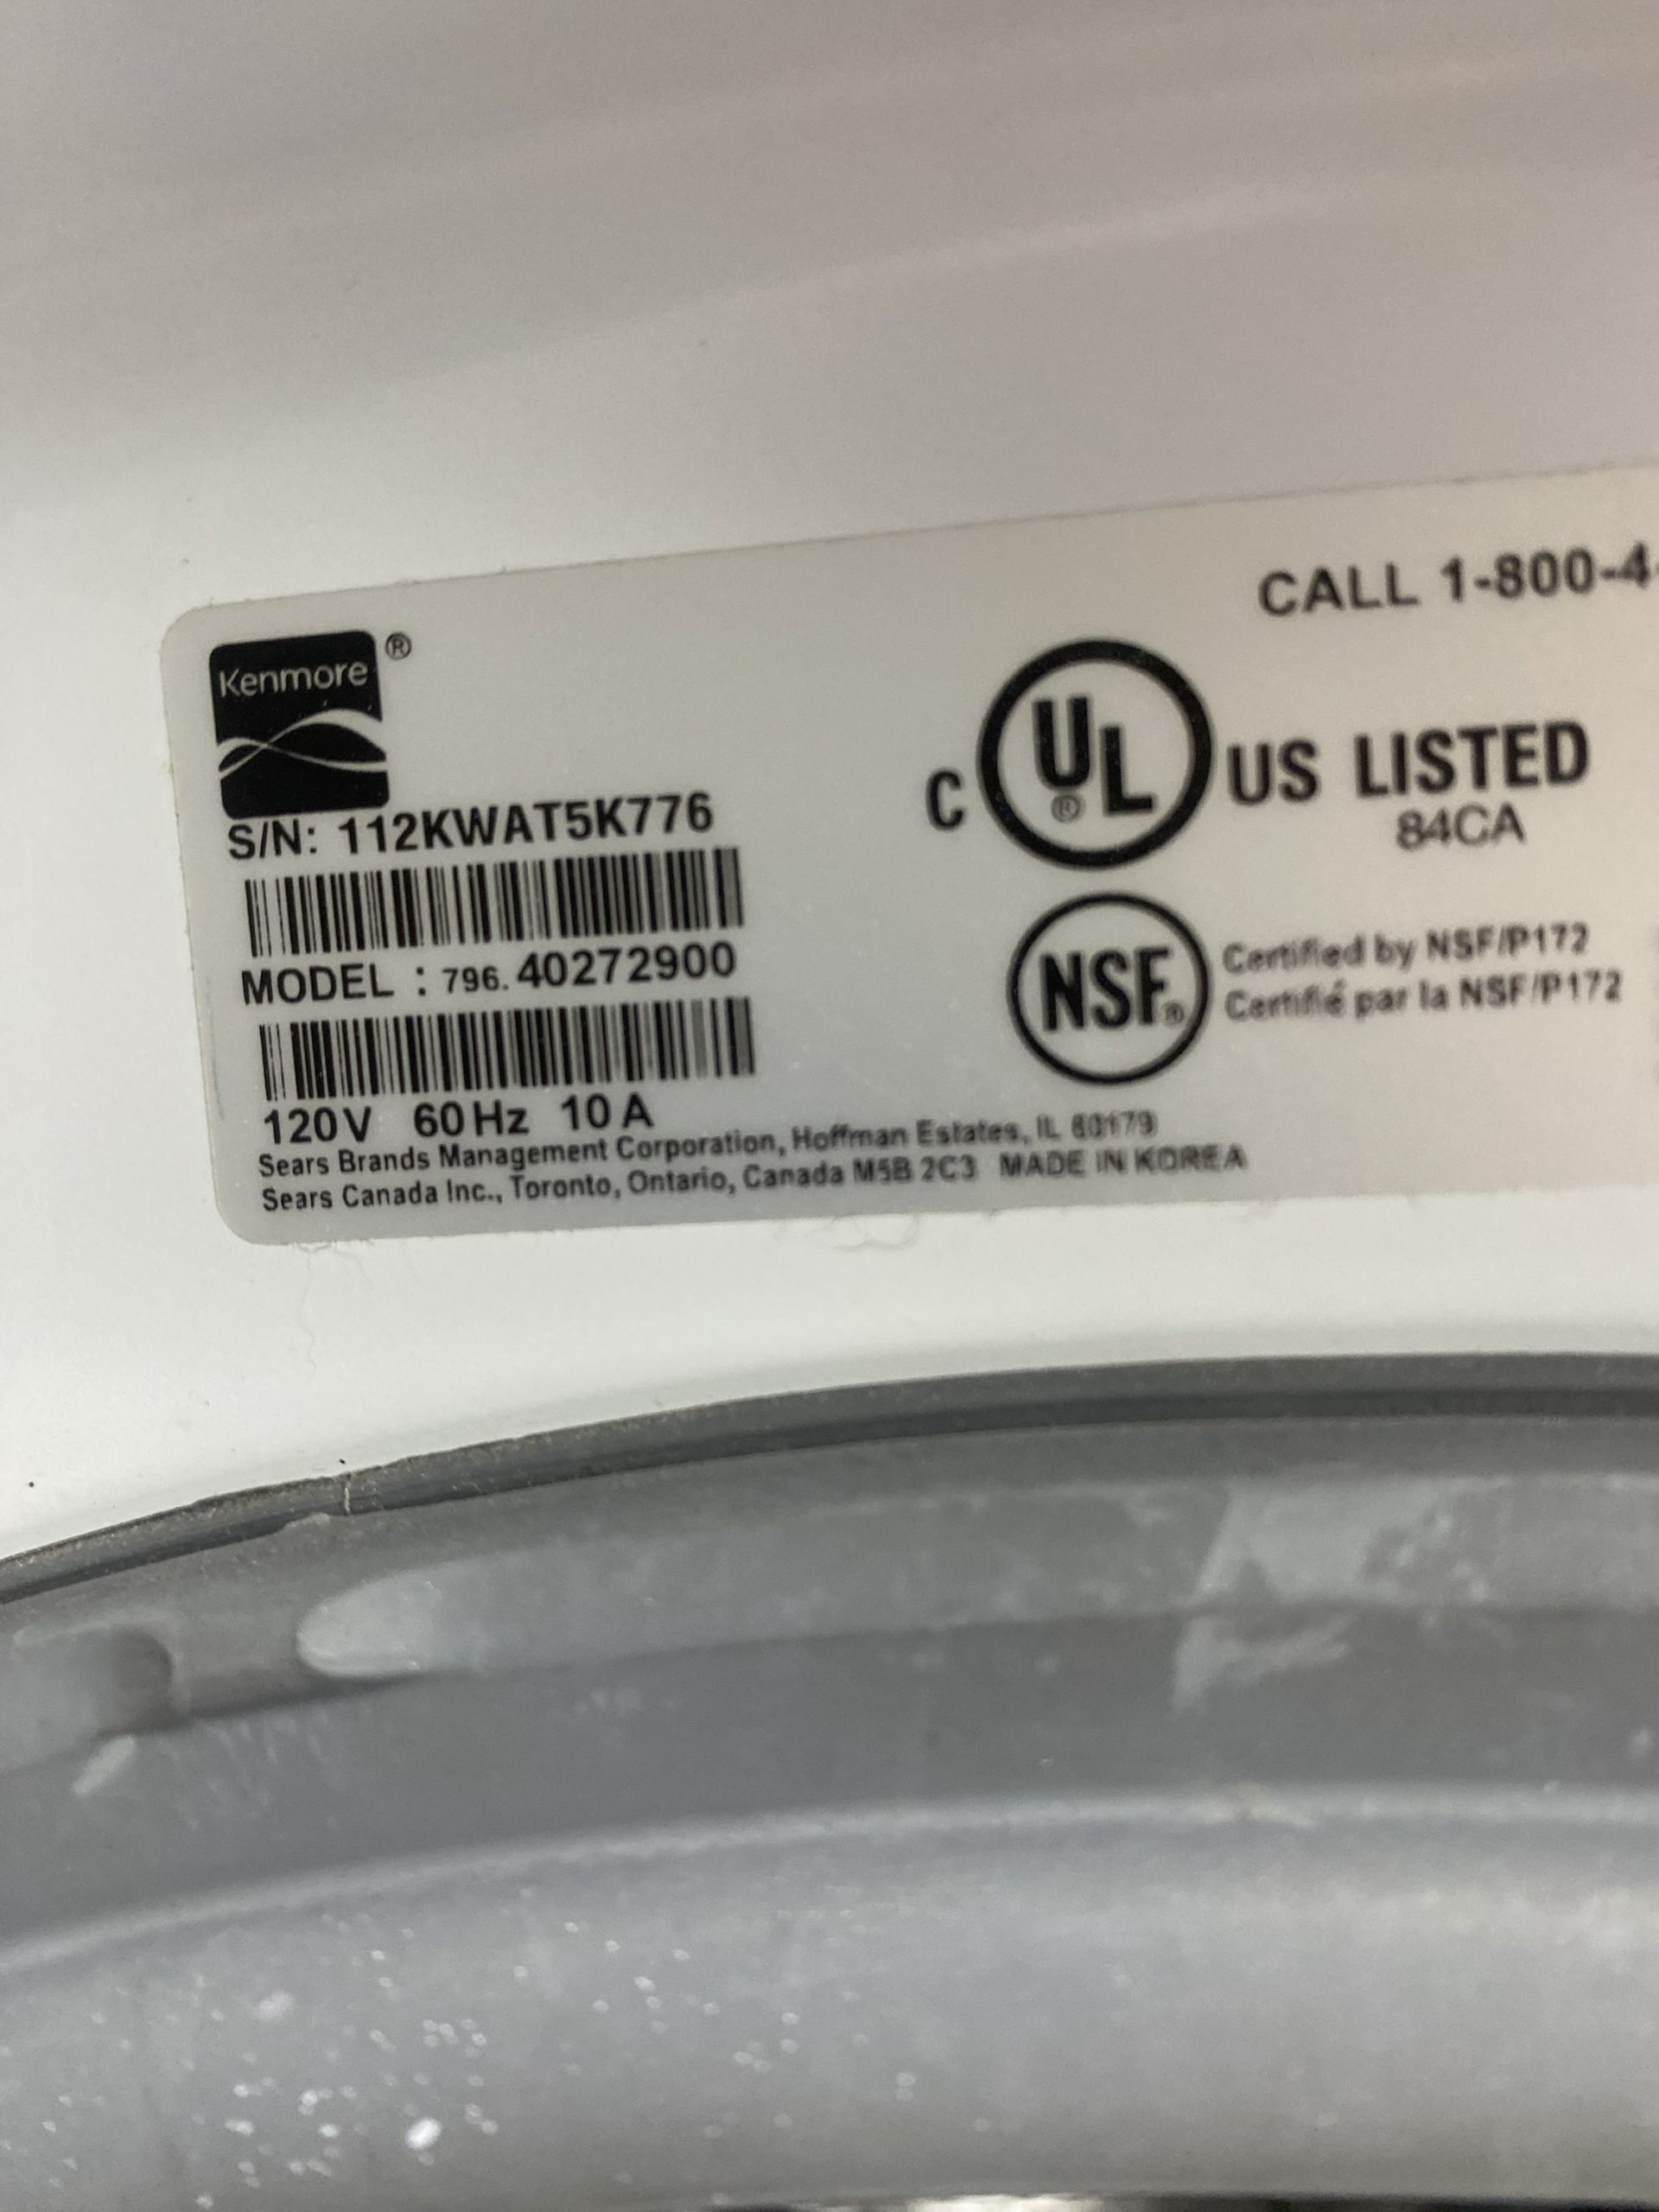 CALL 1-800-4
Kenmore ®
S/N: 112KWAT5K776
C UL ® US LISTED
84CA
MODEL : 796.40272900
NSF®
Certified by NSF/P172
Certifié par la NSF/P172
120V 60Hz 10A
Sears Brands Management Corporation, Hoffman Estates, IL 60179
Sears Canada Inc., Toronto, Ontario, Canada M5B 2C3 MADE IN KOREA